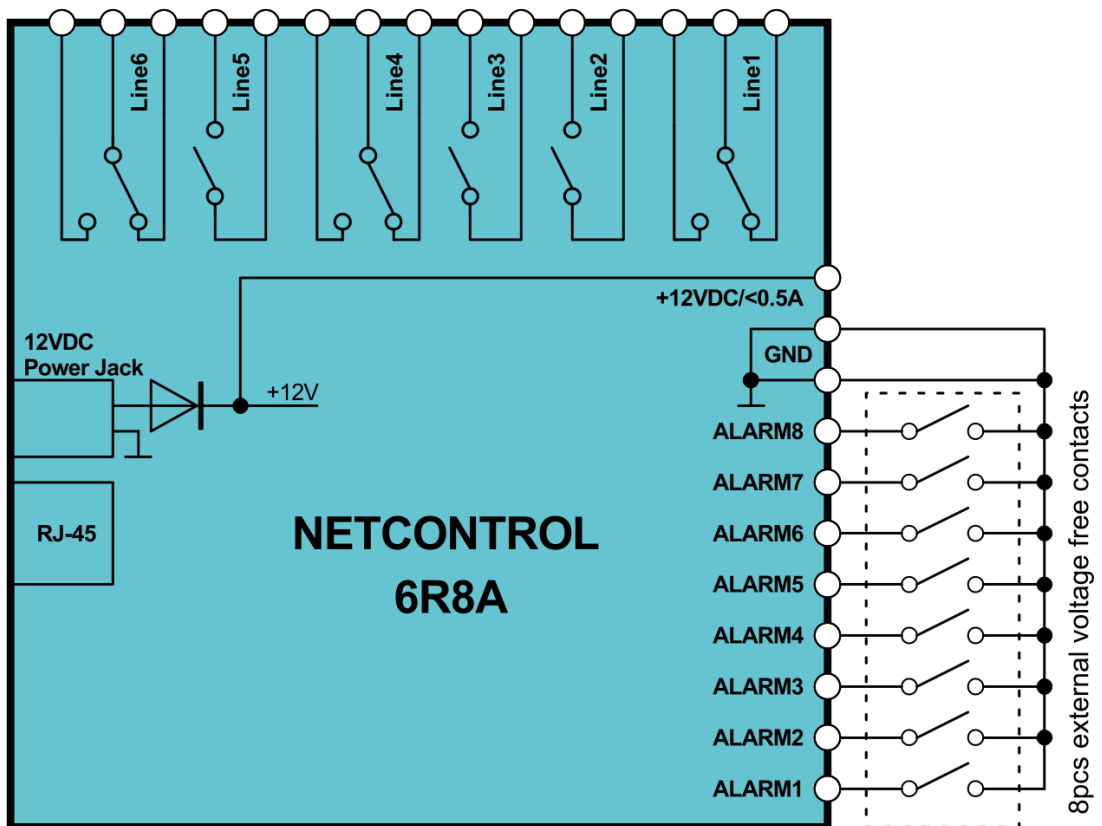 Line6
Line5
Line4
Line3
Line2
Line1
+12VDC/<0.5A
12VDC
Power Jack
GND
+12V
ALARM8
ALARM7
RJ-45
NETCONTROL
6R8A
ALARM6
ALARM5
ALARM4
ALARM3
ALARM2
ALARM1
8pcs external voltage free contacts